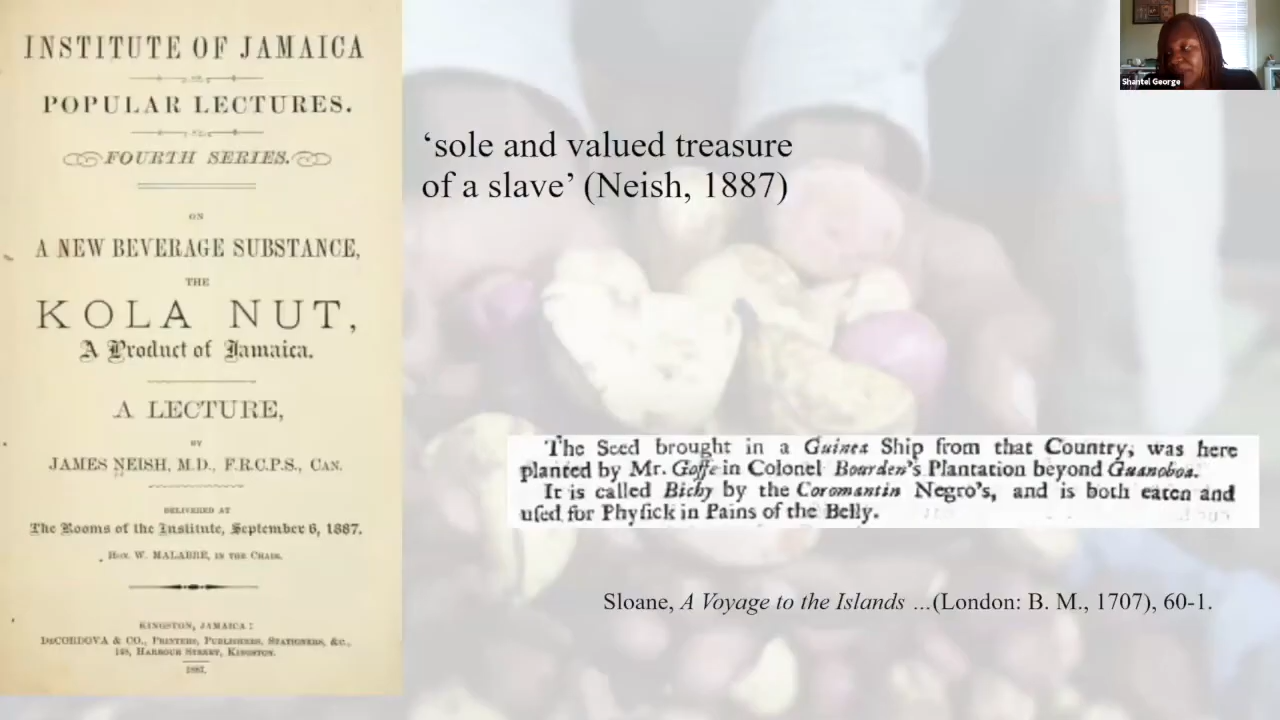 INSTITUTE OF JAMAICA
POPULAR LECTURES.
FOURTH SERIES.
ON
A NEW BEVERAGE SUBSTANCE,
THE
KOLA NUT,
A Product of Jamaica.
A LECTURE,
BY
JAMES NEISH, M.D., F.R.C.P.S., CAN.
DELIVERED AT
The Rooms of the Institute, September 6, 1887.
HON. W. MALABRE, IN THE CHAIR.
KINGSTON, JAMAICA:
DECORDOVA & CO., PRINTERS, PUBLISHERS, STATIONERS, &C.,
148, HARBOUR STREET, KINGSTON.
1887.
‘sole and valued treasure
of a slave’ (Neish, 1887)
The Seed brought in a Guinea Ship from that Country, was here
planted by Mr. Goffe in Colonel Bourden's Plantation beyond Guanoboa.
It is called Bichy by the Coromantin Negro's, and is both eaten and
uſed for Phyſick in Pains of the Belly.
Sloane, A Voyage to the Islands ...(London: B. M., 1707), 60-1.
Shantel George